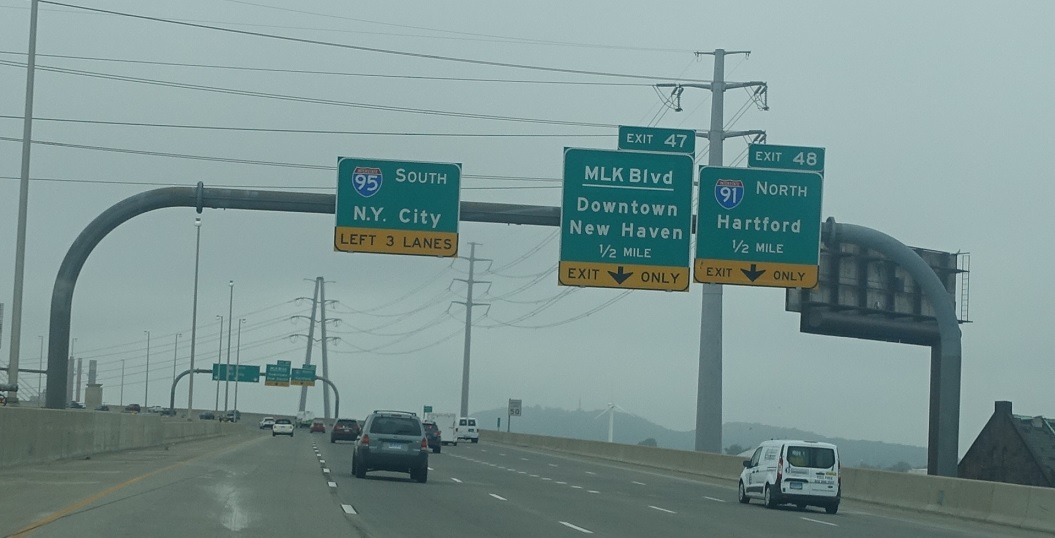 95 SOUTH
N.Y. City
LEFT 3 LANES
EXIT 47
MLK Blvd
Downtown
New Haven
1/2 MILE
EXIT ONLY
EXIT 48
91 NORTH
Hartford
1/2 MILE
EXIT ONLY
50